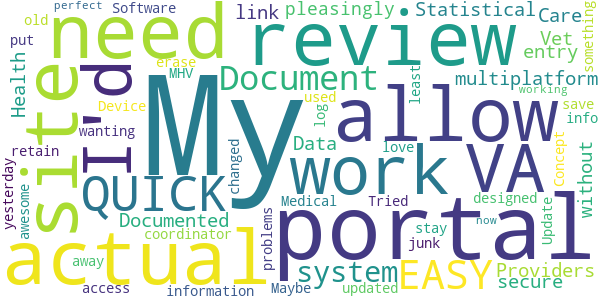 perfect Software link pleasingly Statistical Care something
old need review Vet
put I'd entry
Health site MHV erase Document least multiplatform
Device My allow used working
wanting log Data VA save info
retain QUICK work love Concept without
yesterday changed
awesome Documented Medical Tried portal designed Update
actual coordinator problems stay now
away system junk EASY Providers
access information Maybe updated secure